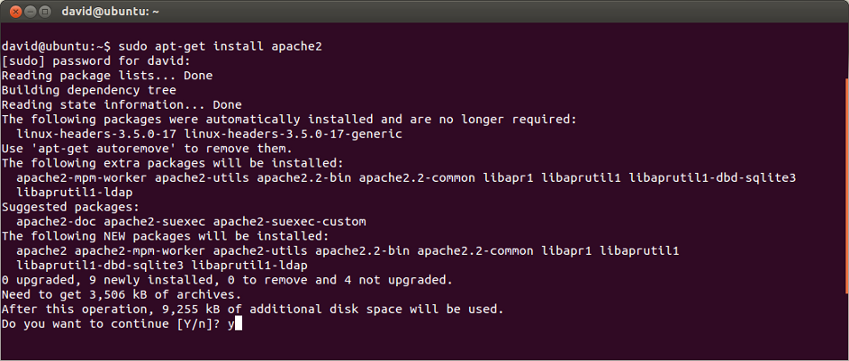 david@ubuntu: ~
david@ubuntu:~$ sudo apt-get install apache2
[sudo] password for david:
Reading package lists... Done
Building dependency tree
Reading state information... Done
The following packages were automatically installed and are no longer required:
  linux-headers-3.5.0-17 linux-headers-3.5.0-17-generic
Use 'apt-get autoremove' to remove them.
The following extra packages will be installed:
  apache2-mpm-worker apache2-utils apache2.2-bin apache2.2-common libapr1 libaprutil1 libaprutil1-dbd-sqlite3
  libaprutil1-ldap
Suggested packages:
  apache2-doc apache2-suexec apache2-suexec-custom
The following NEW packages will be installed:
  apache2 apache2-mpm-worker apache2-utils apache2.2-bin apache2.2-common libapr1 libaprutil1
  libaprutil1-dbd-sqlite3 libaprutil1-ldap
0 upgraded, 9 newly installed, 0 to remove and 4 not upgraded.
Need to get 3,506 kB of archives.
After this operation, 9,255 kB of additional disk space will be used.
Do you want to continue [Y/n]? y